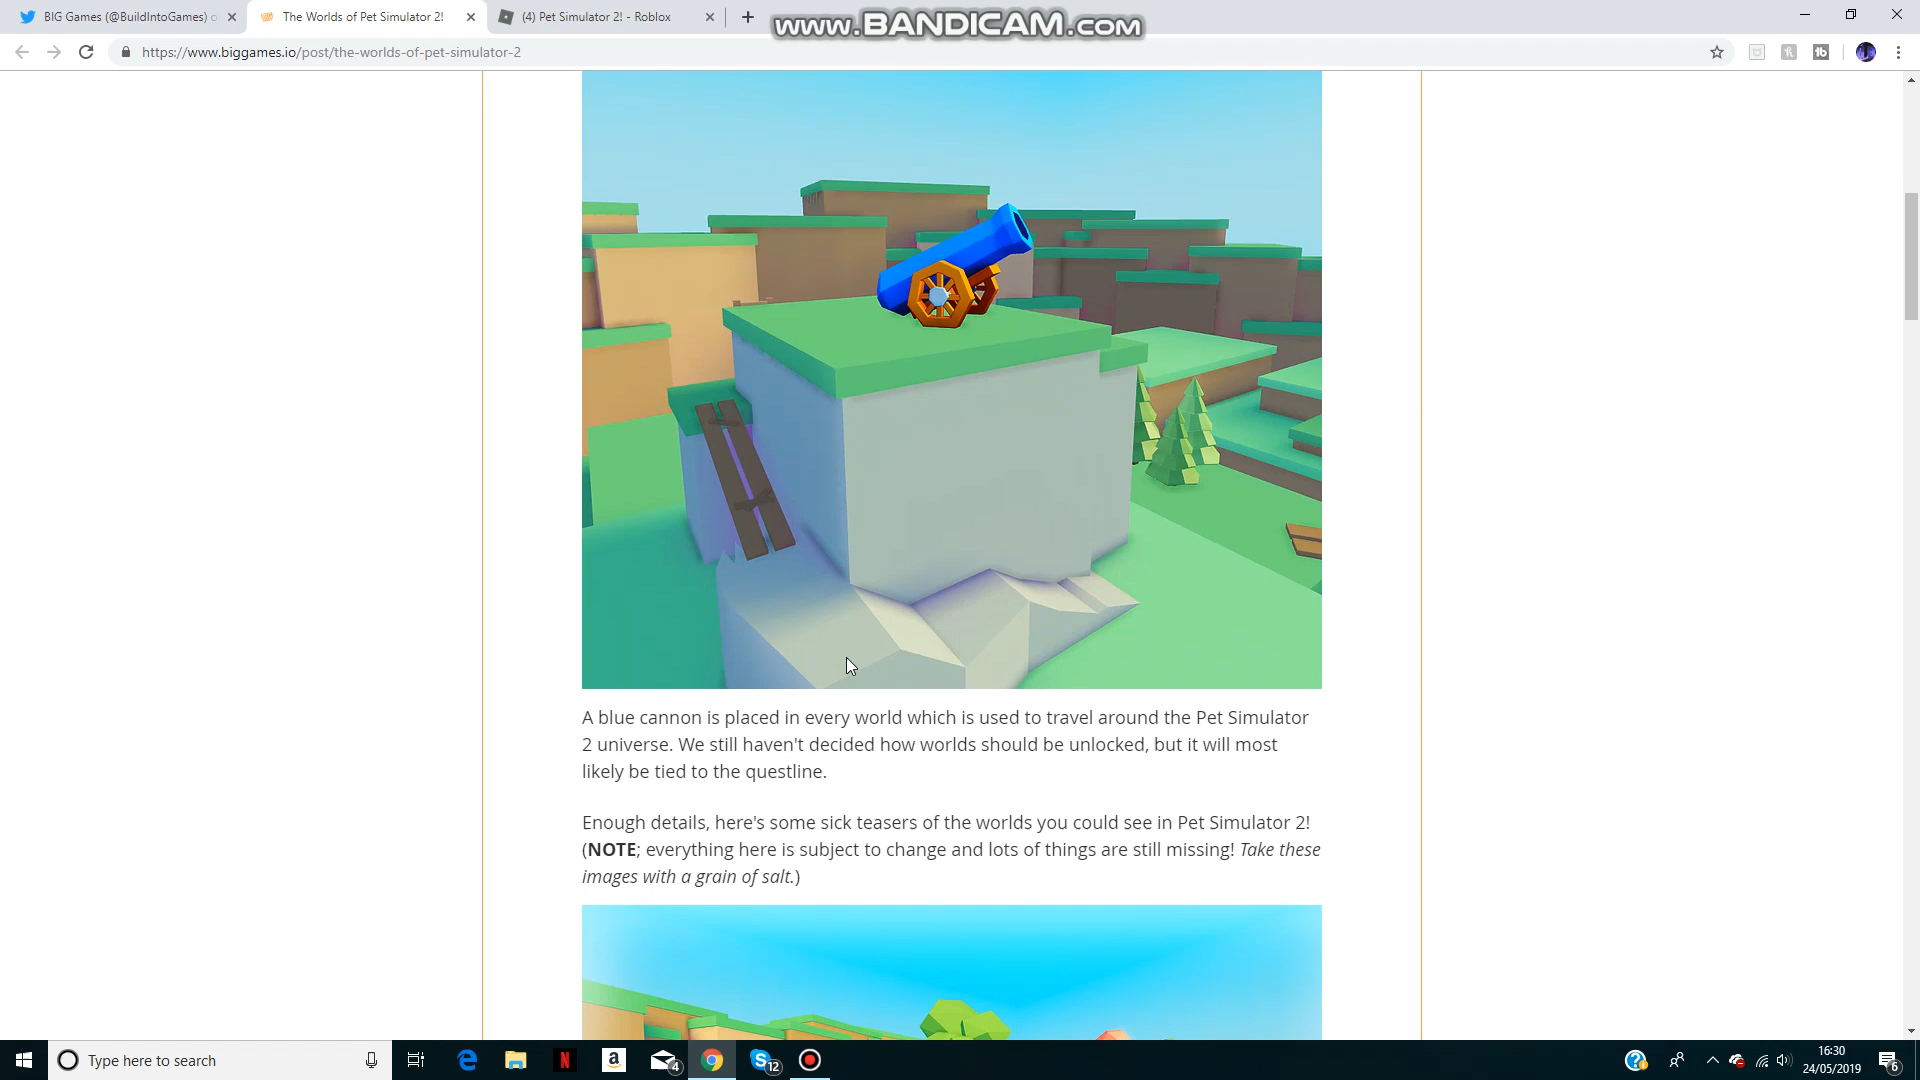 www.BANDICAM.com
BIG Games (@BuildIntoGames) o
The Worlds of Pet Simulator 2!
(4) Pet Simulator 2! - Roblox
https://www.biggames.io/post/the-worlds-of-pet-simulator-2
A blue cannon is placed in every world which is used to travel around the Pet Simulator
2 universe. We still haven't decided how worlds should be unlocked, but it will most
likely be tied to the questline.
Enough details, here's some sick teasers of the worlds you could see in Pet Simulator 2!
(NOTE; everything here is subject to change and lots of things are still missing! Take these
images with a grain of salt.)
Type here to search
4
12
16:30
24/05/2019
6